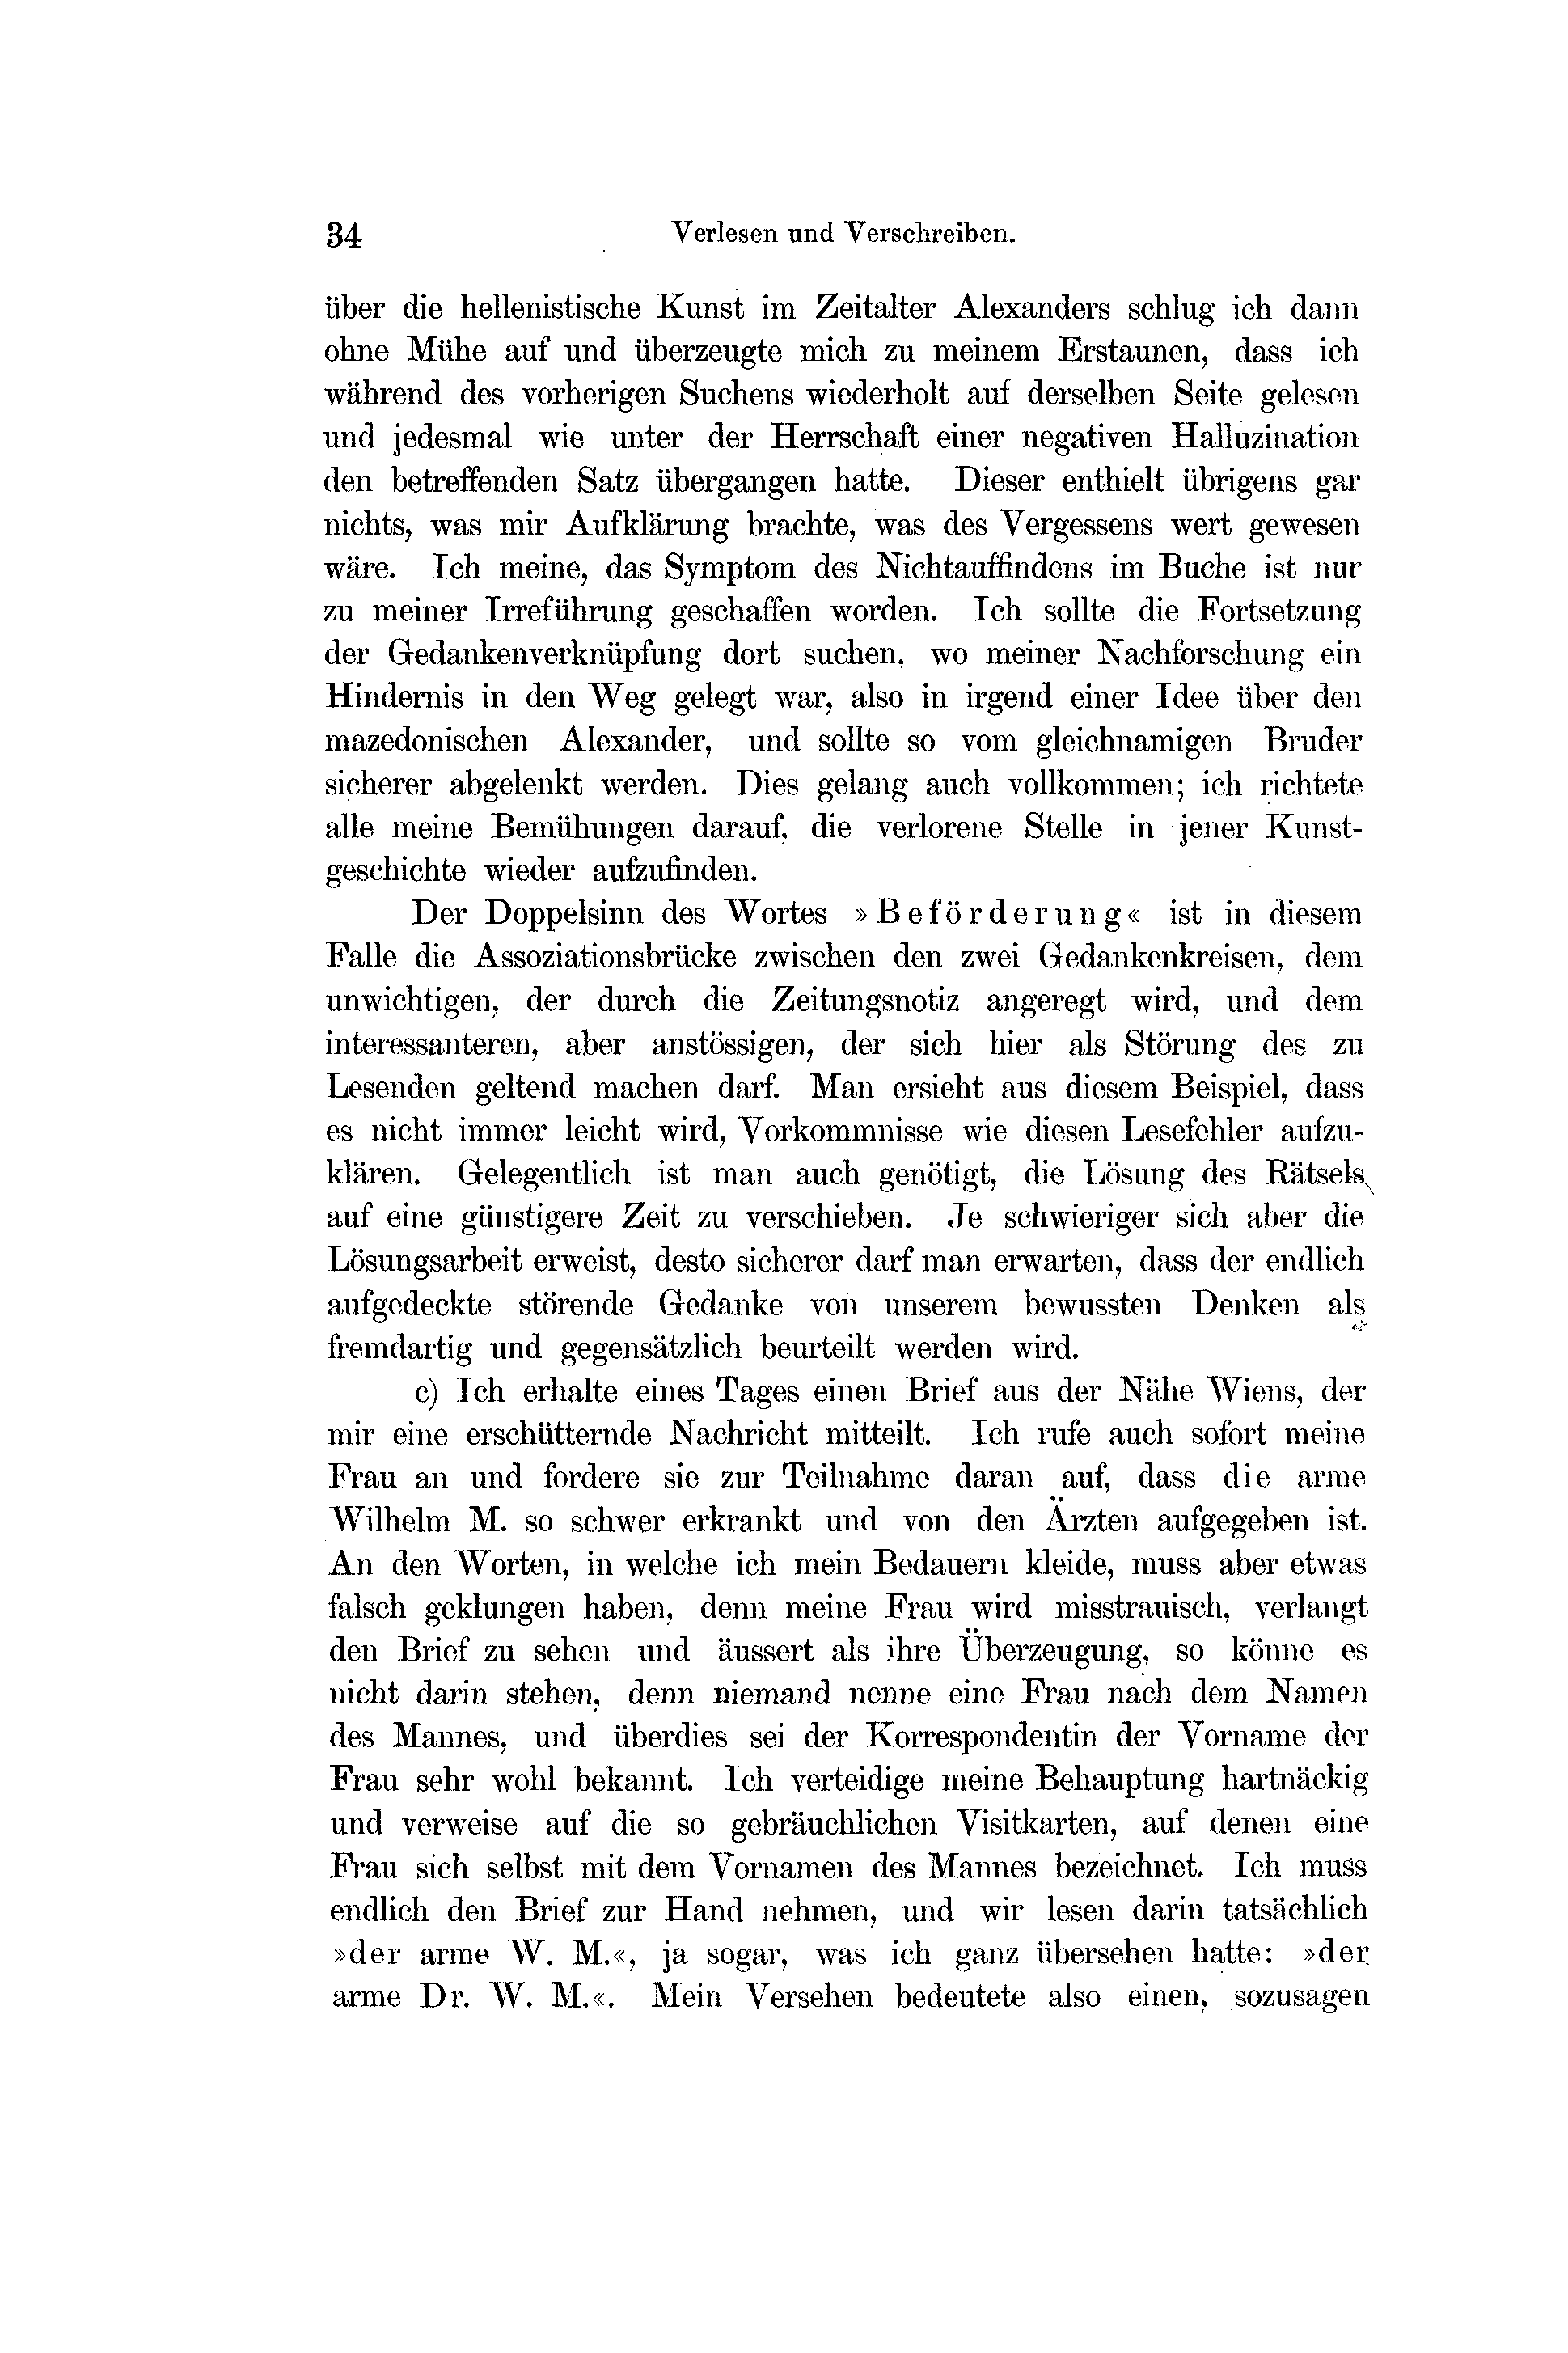 34 Verlesen und Verschreiben.
über die hellenistische Kunst im Zeitalter Alexanders schlug ich dann
ohne Mühe auf und überzeugte mich zu meinem Erstaunen, dass ich
während des vorherigen Suchens wiederholt auf derselben Seite gelesen
und jedesmal wie unter der Herrschaft einer negativen Halluzination
den betreffenden Satz übergangen hatte. Dieser enthielt übrigens gar
nichts, was mir Aufklärung brachte, was des Vergessens wert gewesen
wäre. Ich meine, das Symptom des Nichtauffindens im Buche ist nur
zu meiner Irreführung geschaffen worden. Ich sollte die Fortsetzung
der Gedankenverknüpfung dort suchen, wo meiner Nachforschung ein
Hindernis in den Weg gelegt war, also in irgend einer Idee über den
mazedonischen Alexander, und sollte so vom gleichnamigen Bruder
sicherer abgelenkt werden. Dies gelang auch vollkommen; ich richtete
alle meine Bemühungen darauf, die verlorene Stelle in jener Kunst-
geschichte wieder aufzufinden.
Der Doppelsinn des Wortes »Beförderung« ist in diesem
Falle die Assoziationsbrücke zwischen den zwei Gedankenkreisen, dem
unwichtigen, der durch die Zeitungsnotiz angeregt wird, und dem
interessanteren, aber anstössigen, der sich hier als Störung des zu
Lesenden geltend machen darf. Man ersieht aus diesem Beispiel, dass
es nicht immer leicht wird, Vorkommnisse wie diesen Lesefehler aufzu-
klären. Gelegentlich ist man auch genötigt, die Lösung des Rätsels
auf eine günstigere Zeit zu verschieben. Je schwieriger sich aber die
Lösungsarbeit erweist, desto sicherer darf man erwarten, dass der endlich
aufgedeckte störende Gedanke von unserem bewussten Denken als
fremdartig und gegensätzlich beurteilt werden wird.
c) Ich erhalte eines Tages einen Brief aus der Nähe Wiens, der
mir eine erschütternde Nachricht mitteilt. Ich rufe auch sofort meine
Frau an und fordere sie zur Teilnahme daran auf, dass die arme
Wilhelm M. so schwer erkrankt und von den Ärzten aufgegeben ist.
An den Worten, in welche ich mein Bedauern kleide, muss aber etwas
falsch geklungen haben, denn meine Frau wird misstrauisch, verlangt
den Brief zu sehen und äussert als ihre Überzeugung, so könne es
nicht darin stehen, denn niemand nenne eine Frau nach dem Namen
des Mannes, und überdies sei der Korrespondentin der Vorname der
Frau sehr wohl bekannt. Ich verteidige meine Behauptung hartnäckig
und verweise auf die so gebräuchlichen Visitkarten, auf denen eine
Frau sich selbst mit dem Vornamen des Mannes bezeichnet. Ich muss
endlich den Brief zur Hand nehmen, und wir lesen darin tatsächlich
»der arme W. M.«, ja sogar, was ich ganz übersehen hatte: »der
arme Dr. W. M.«. Mein Versehen bedeutete also einen, sozusagen